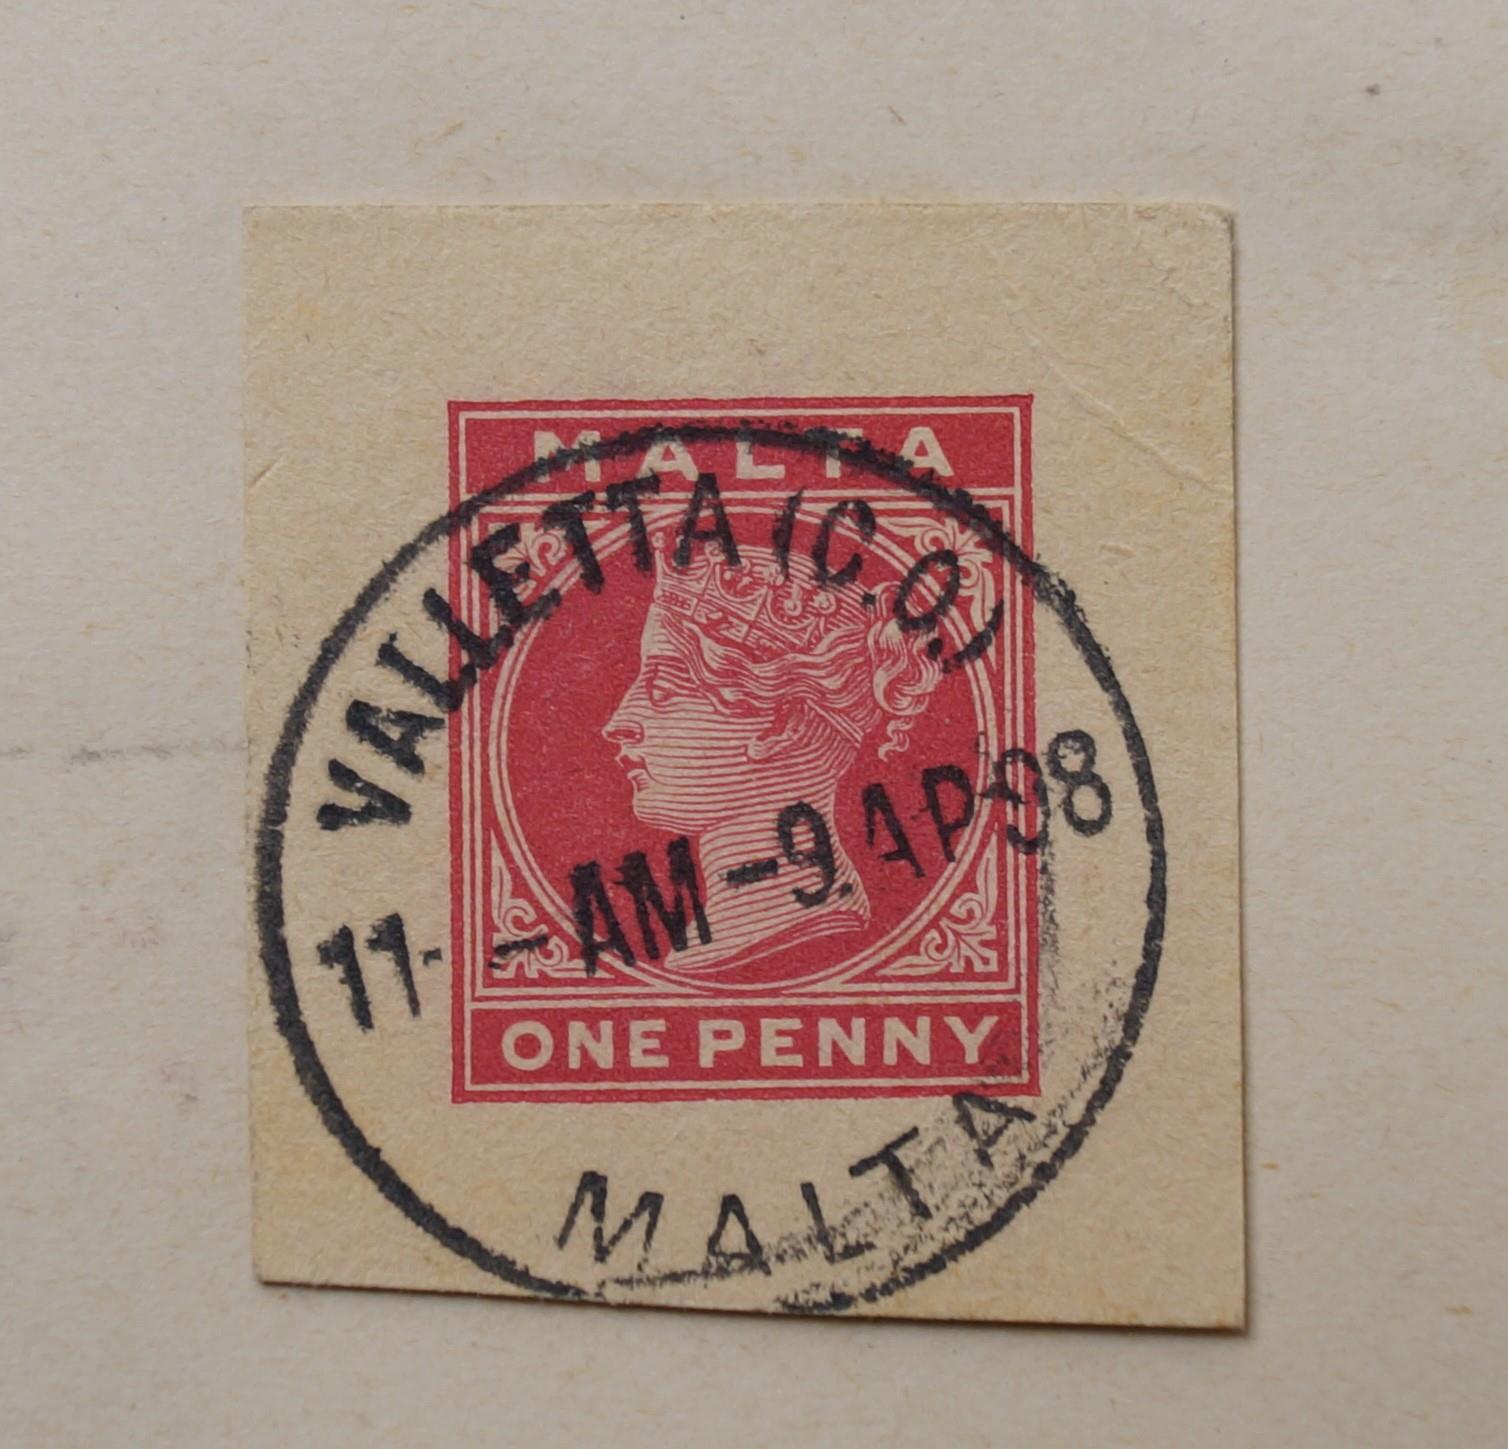 MALTA
VALLETTA (C.O.)
11- -AM -9.AP 98
ONE PENNY
MALTA